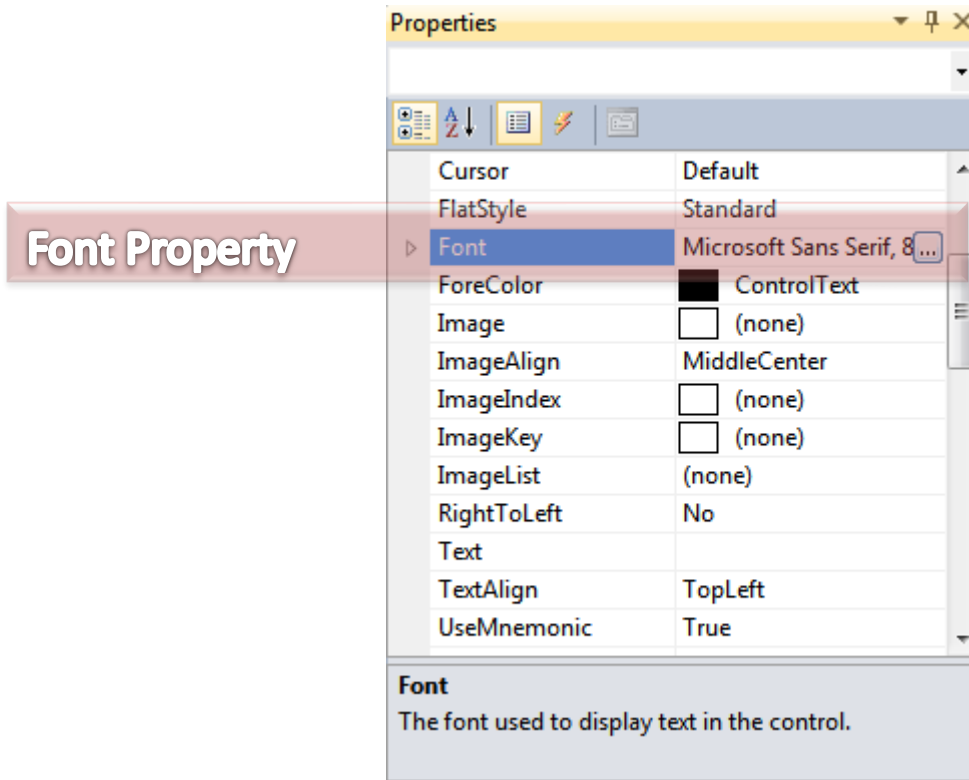 Properties
Cursor Default
FlatStyle Standard
Font Property
Font Microsoft Sans Serif, 8 ...
ForeColor ControlText
Image (none)
ImageAlign MiddleCenter
ImageIndex (none)
ImageKey (none)
ImageList (none)
RightToLeft No
Text
TextAlign TopLeft
UseMnemonic True
Font
The font used to display text in the control.